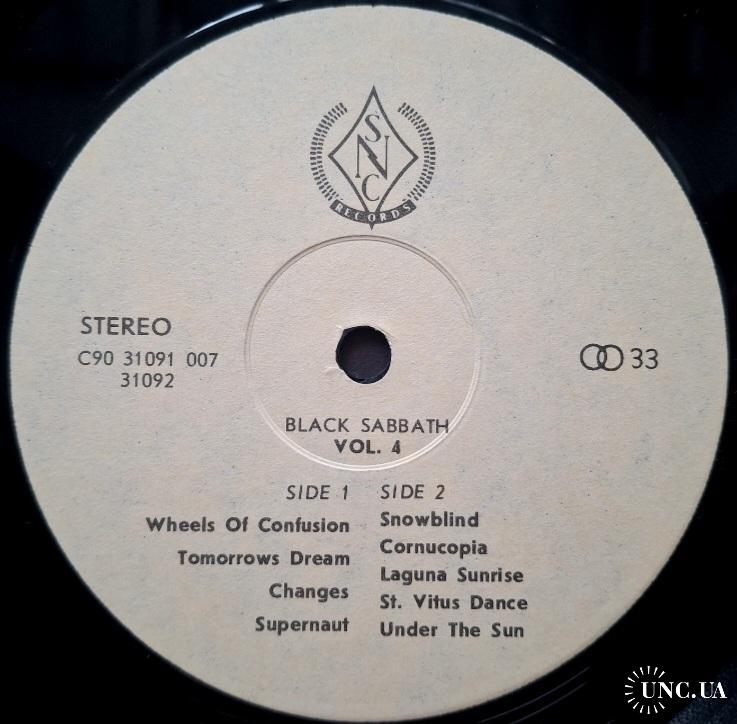 SNC
RECORDS
STEREO
C90 31091 007
31092
33
BLACK SABBATH
VOL. 4
SIDE 1 SIDE 2
Wheels Of Confusion
Tomorrows Dream
Changes
Supernaut
Snowblind
Cornucopia
Laguna Sunrise
St. Vitus Dance
Under The Sun
UNC.UA